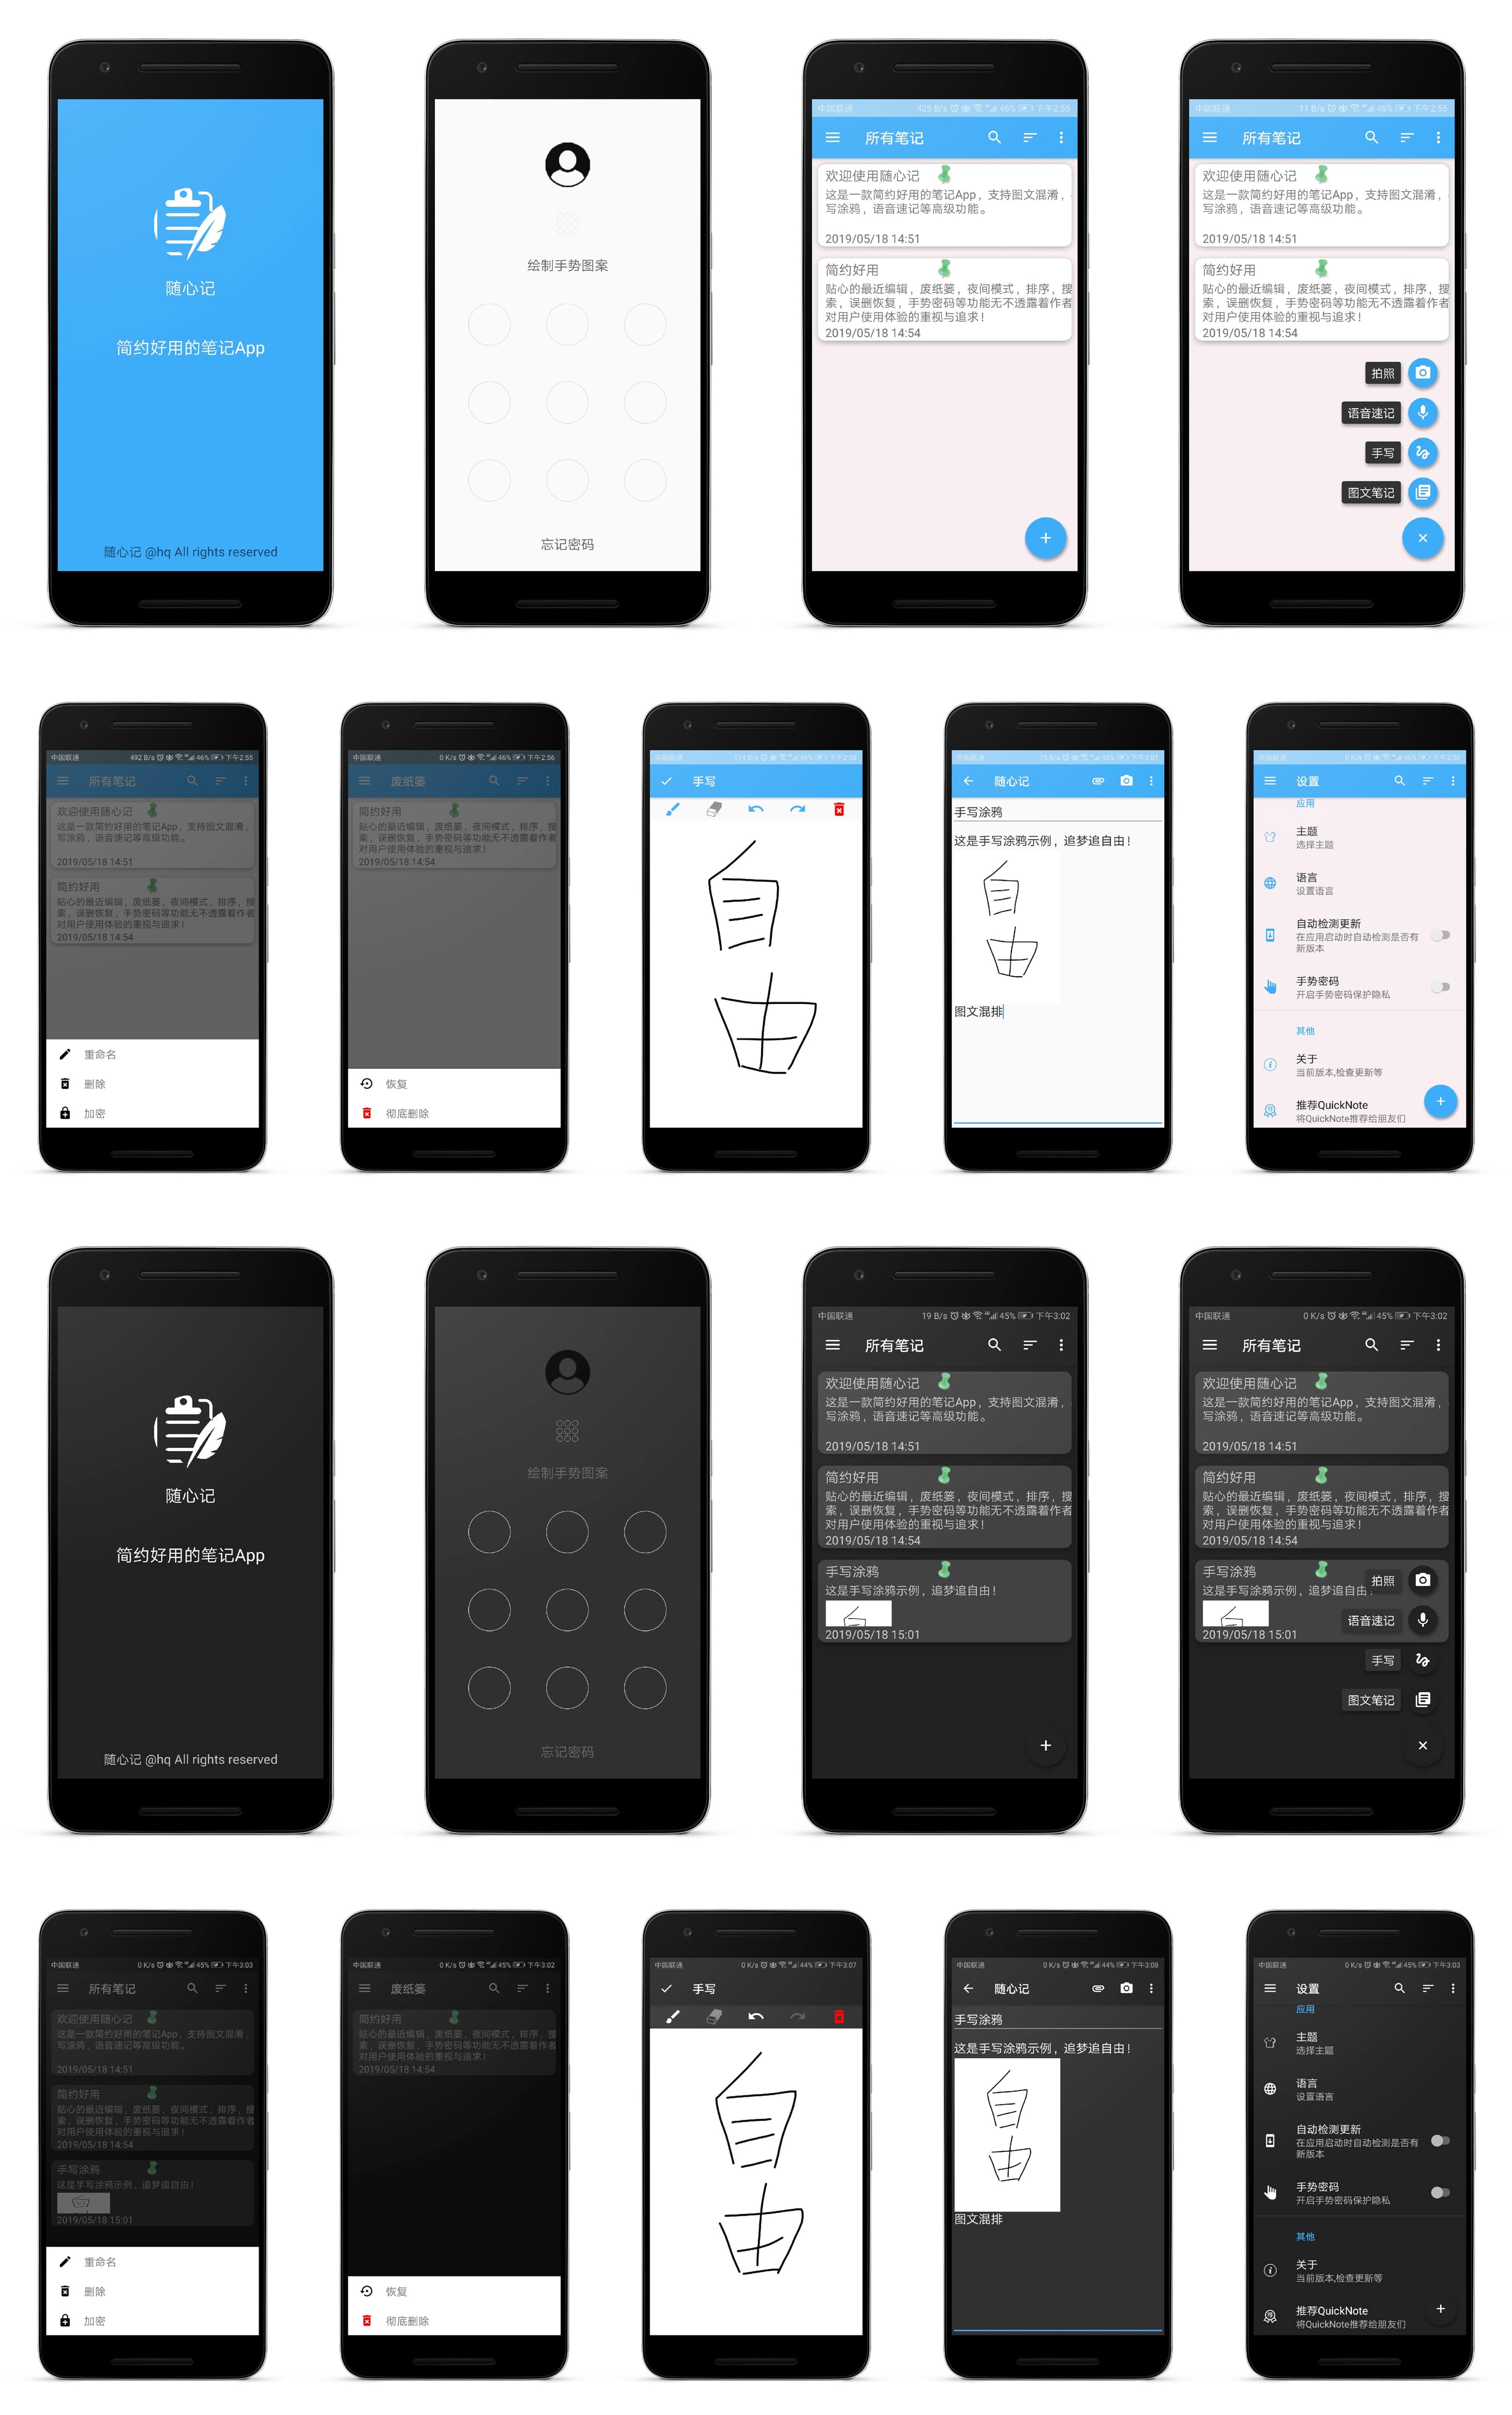 随心记
简约好用的笔记App
随心记 @hq All rights reserved
绘制手势图案
忘记密码
中国联通 425 B/s 46% 下午2:55
所有笔记
欢迎使用随心记
这是一款简约好用的笔记App，支持图文混淆，
写涂鸦，语音速记等高级功能。
2019/05/18 14:51
简约好用
贴心的最近编辑，废纸篓，夜间模式，排序，搜
索，误删恢复，手势密码等功能无不透露着作者
对用户使用体验的重视与追求！
2019/05/18 14:54
中国联通 11 B/s 46% 下午2:55
所有笔记
欢迎使用随心记
这是一款简约好用的笔记App，支持图文混淆，
写涂鸦，语音速记等高级功能。
2019/05/18 14:51
简约好用
贴心的最近编辑，废纸篓，夜间模式，排序，搜
索，误删恢复，手势密码等功能无不透露着作者
对用户使用体验的重视与追求！
2019/05/18 14:54
拍照
语音速记
手写
图文笔记
中国联通 492 B/s 46% 下午2:55
所有笔记
欢迎使用随心记
这是一款简约好用的笔记App，支持图文混淆，
写涂鸦，语音速记等高级功能。
2019/05/18 14:51
简约好用
贴心的最近编辑，废纸篓，夜间模式，排序，搜
索，误删恢复，手势密码等功能无不透露着作者
对用户使用体验的重视与追求！
2019/05/18 14:54
重命名
删除
加密
中国联通 0 K/s 46% 下午2:56
废纸篓
简约好用
贴心的最近编辑，废纸篓，夜间模式，排序，搜
索，误删恢复，手势密码等功能无不透露着作者
对用户使用体验的重视与追求！
2019/05/18 14:54
恢复
彻底删除
中国联通
手写
自
由
中国联通
随心记
手写涂鸦
这是手写涂鸦示例，追梦追自由！
自
由
图文混排
中国联通
设置
应用
主题
选择主题
语言
设置语言
自动检测更新
在应用启动时自动检测是否有
新版本
手势密码
开启手势密码保护隐私
其他
关于
当前版本,检查更新等
推荐QuickNote
将QuickNote推荐给朋友们
随心记
简约好用的笔记App
随心记 @hq All rights reserved
绘制手势图案
忘记密码
中国联通 19 B/s 45% 下午3:02
所有笔记
欢迎使用随心记
这是一款简约好用的笔记App，支持图文混淆，
写涂鸦，语音速记等高级功能。
2019/05/18 14:51
简约好用
贴心的最近编辑，废纸篓，夜间模式，排序，搜
索，误删恢复，手势密码等功能无不透露着作者
对用户使用体验的重视与追求！
2019/05/18 14:54
手写涂鸦
这是手写涂鸦示例，追梦追自由！
2019/05/18 15:01
中国联通 0 K/s 45% 下午3:02
所有笔记
欢迎使用随心记
这是一款简约好用的笔记App，支持图文混淆，
写涂鸦，语音速记等高级功能。
2019/05/18 14:51
简约好用
贴心的最近编辑，废纸篓，夜间模式，排序，搜
索，误删恢复，手势密码等功能无不透露着作者
对用户使用体验的重视与追求！
2019/05/18 14:54
手写涂鸦
这是手写涂鸦示例，追梦追自由！
2019/05/18 15:01
拍照
语音速记
手写
图文笔记
中国联通 0 K/s 45% 下午3:03
所有笔记
欢迎使用随心记
这是一款简约好用的笔记App，支持图文混淆，
写涂鸦，语音速记等高级功能。
2019/05/18 14:51
简约好用
贴心的最近编辑，废纸篓，夜间模式，排序，搜
索，误删恢复，手势密码等功能无不透露着作者
对用户使用体验的重视与追求！
2019/05/18 14:54
手写涂鸦
这是手写涂鸦示例，追梦追自由！
2019/05/18 15:01
重命名
删除
加密
中国联通 0 K/s 45% 下午3:02
废纸篓
简约好用
贴心的最近编辑，废纸篓，夜间模式，排序，搜
索，误删恢复，手势密码等功能无不透露着作者
对用户使用体验的重视与追求！
2019/05/18 14:54
恢复
彻底删除
中国联通 0 K/s 44% 下午3:07
手写
自
由
中国联通 0 K/s 44% 下午3:08
随心记
手写涂鸦
这是手写涂鸦示例，追梦追自由！
自
由
图文混排
中国联通 0 K/s 45% 下午3:03
设置
应用
主题
选择主题
语言
设置语言
自动检测更新
在应用启动时自动检测是否有
新版本
手势密码
开启手势密码保护隐私
其他
关于
当前版本,检查更新等
推荐QuickNote
将QuickNote推荐给朋友们